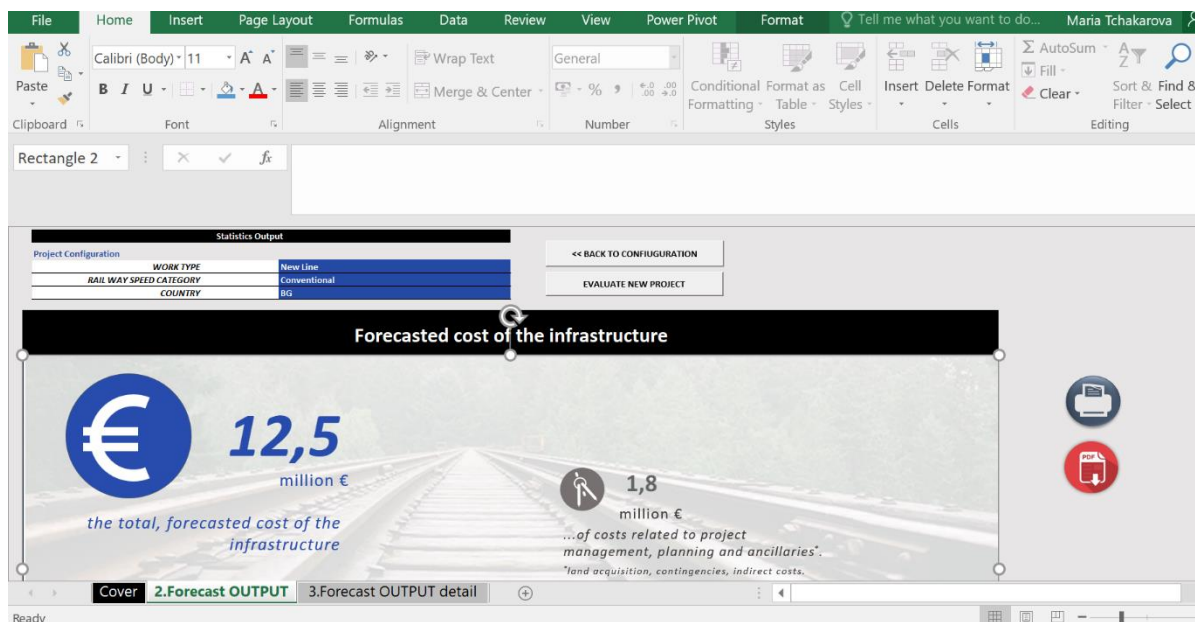 File Home Insert Page Layout Formulas Data Review View Power Pivot Format Tell me what you want to do... Maria Tchakarova
Calibri (Body) 11 A A Wrap Text General AutoSum A Z
Paste B I U A Merge & Center % , .0 .00 .00 .0 Conditional Format as Cell Insert Delete Format Fill Sort & Find &
Formatting Table Styles Clear Filter Select
Clipboard Font Alignment Number Styles Cells Editing
Rectangle 2 fx
Statistics Output
Project Configuration
WORK TYPE New Line
RAIL WAY SPEED CATEGORY Conventional
COUNTRY BG
<< BACK TO CONFIUGURATION
EVALUATE NEW PROJECT
Forecasted cost of the infrastructure
€ 12,5
million €
the total, forecasted cost of the
infrastructure
1,8
million €
...of costs related to project
management, planning and ancillaries*.
*land acquisition, contingencies, indirect costs.
PDF
Cover 2.Forecast OUTPUT 3.Forecast OUTPUT detail
Ready